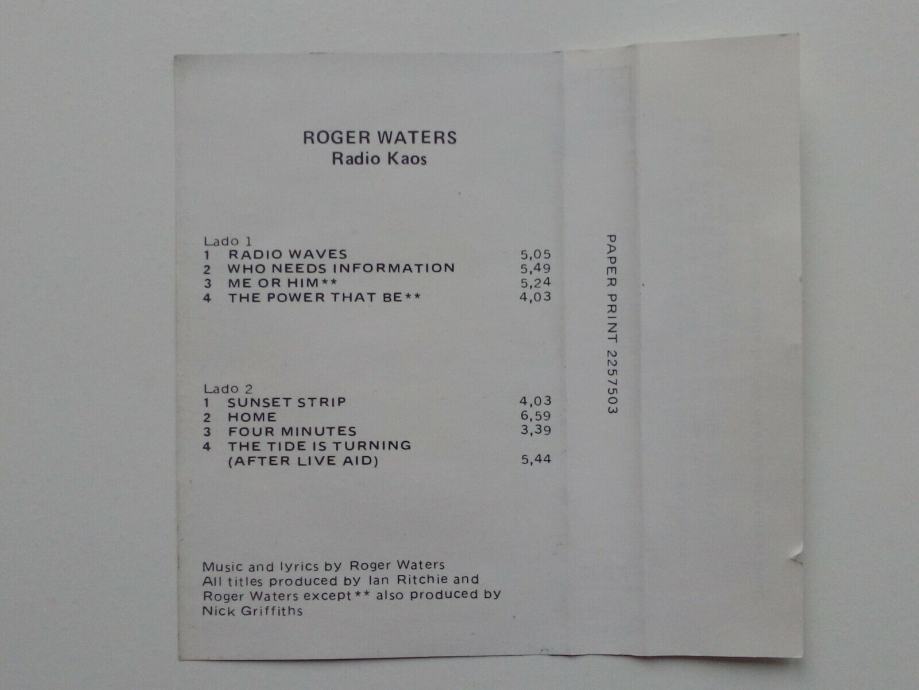 ROGER WATERS
Radio Kaos
Lado 1
1 RADIO WAVES 5,05
2 WHO NEEDS INFORMATION 5,49
3 ME OR HIM** 5,24
4 THE POWER THAT BE** 4,03
Lado 2
1 SUNSET STRIP 4,03
2 HOME 6,59
3 FOUR MINUTES 3,39
4 THE TIDE IS TURNING
(AFTER LIVE AID) 5,44
Music and lyrics by Roger Waters
All titles produced by Ian Ritchie and
Roger Waters except** also produced by
Nick Griffiths
PAPER PRINT 2257503